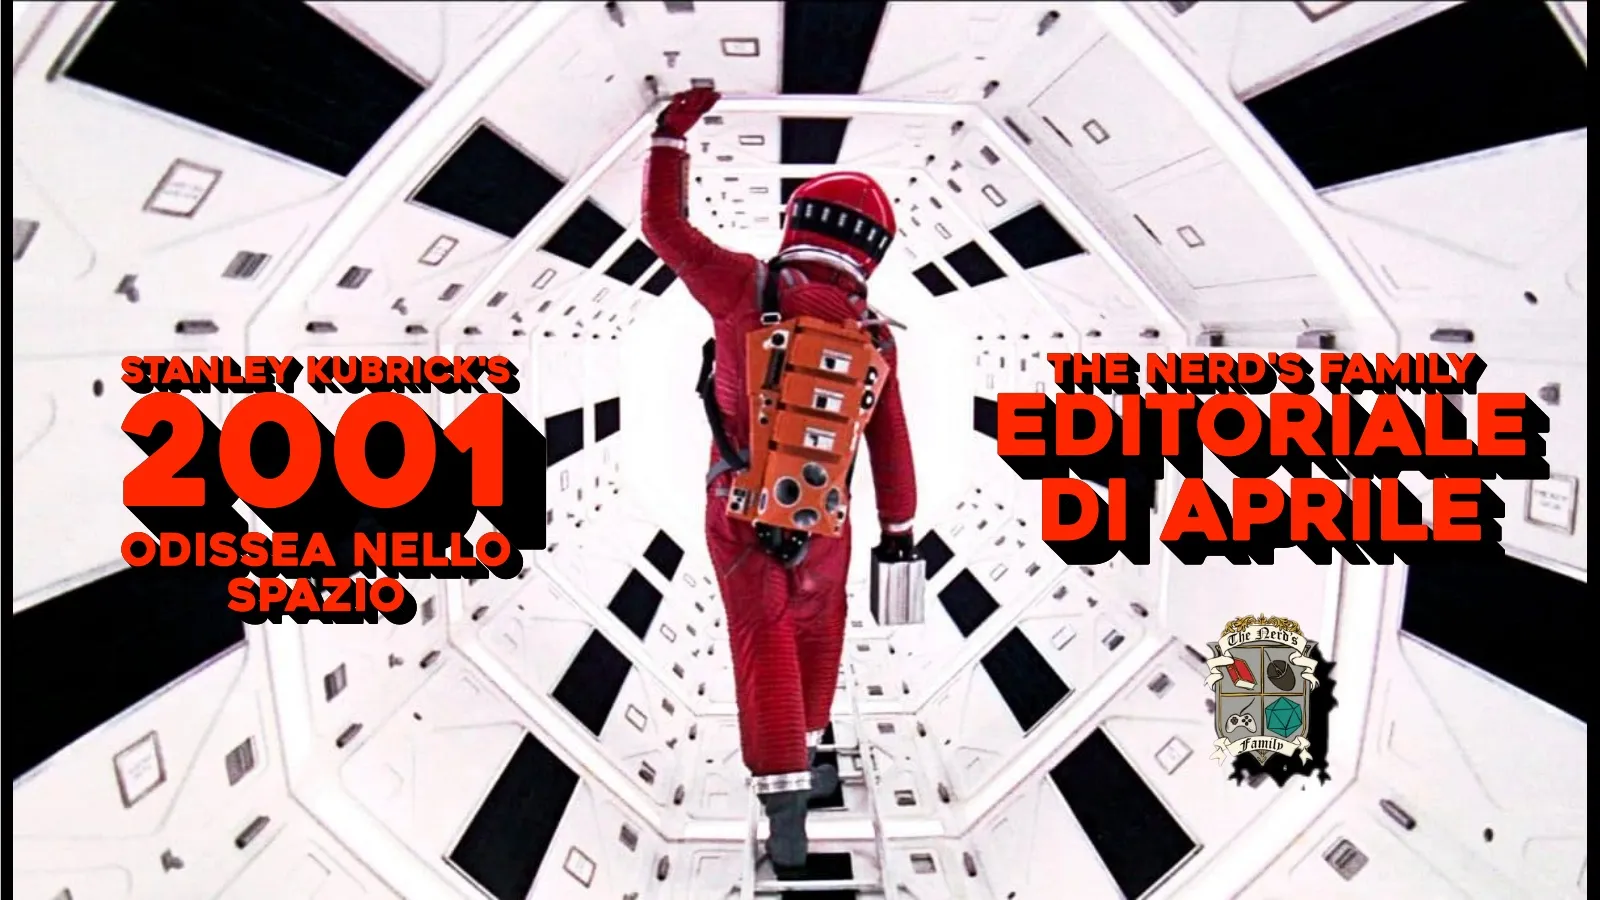 STANLEY KUBRICK'S
2001
ODISSEA NELLO
SPAZIO
THE NERD'S FAMILY
EDITORIALE
DI APRILE
The Nerd's
Family